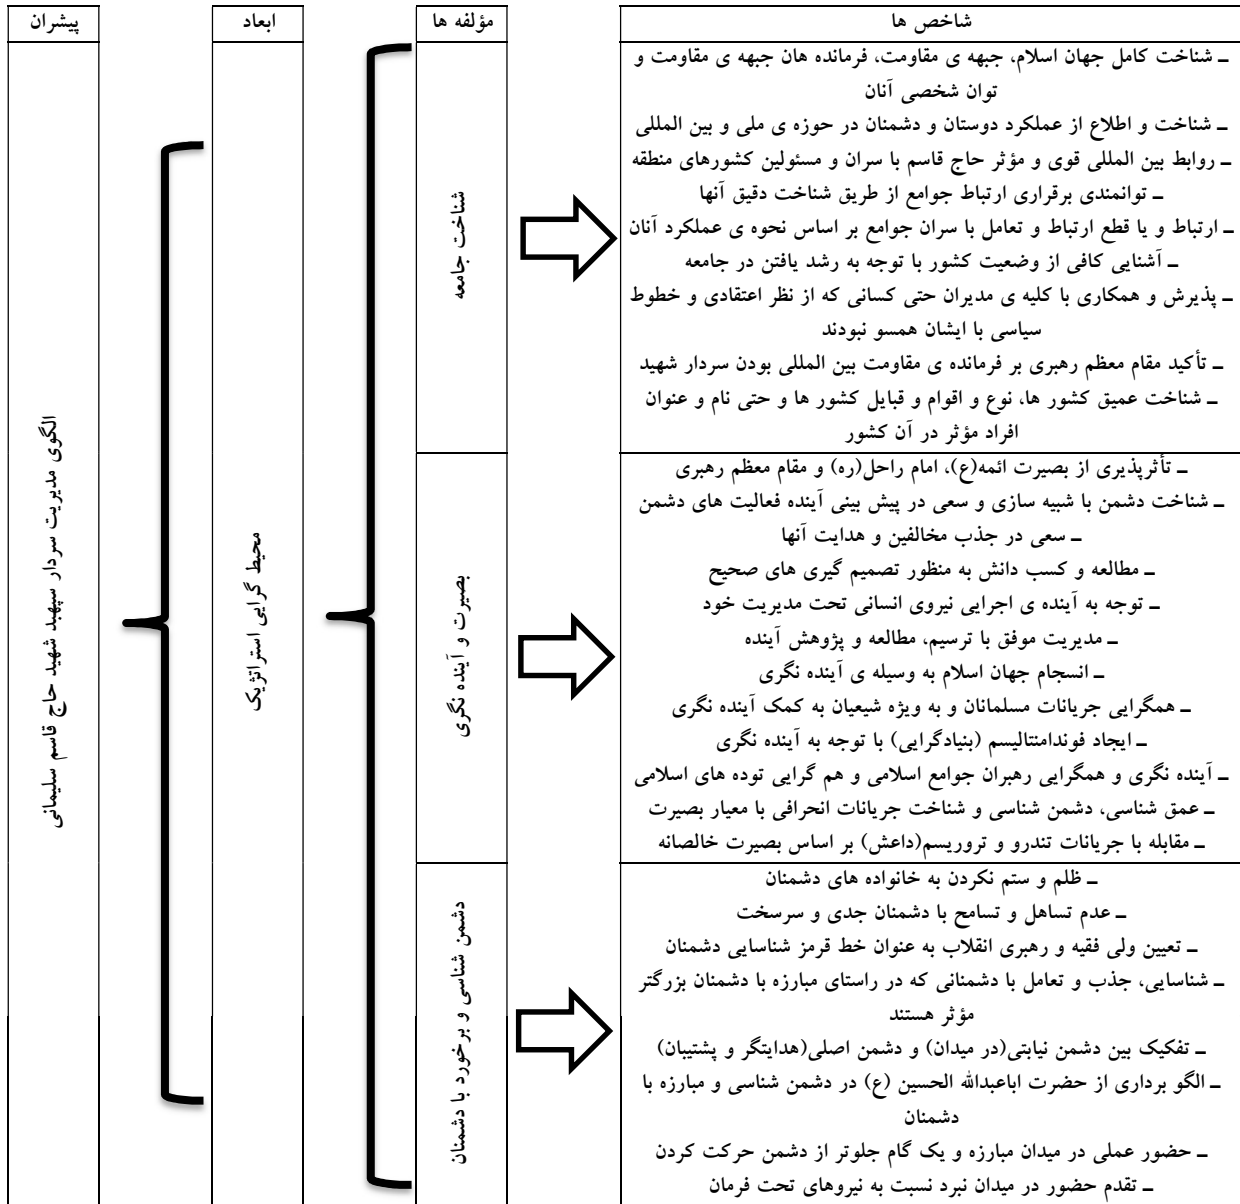 پیشران
ابعاد
مؤلفه ها
شاخص ها
الگوی مدیریت سردار سپهبد شهید حاج قاسم سلیمانی
محیط گرایی استراتژیک
شناخت جامعه
ـ شناخت کامل جهان اسلام، جبهه ی مقاومت، فرمانده هان جبهه ی مقاومت و
توان شخصی آنان
ـ شناخت و اطلاع از عملکرد دوستان و دشمنان در حوزه ی ملی و بین المللی
ـ روابط بین المللی قوی و مؤثر حاج قاسم با سران و مسئولین کشورهای منطقه
ـ توانمندی برقراری ارتباط جوامع از طریق شناخت دقیق آنها
ـ ارتباط و یا قطع ارتباط و تعامل با سران جوامع بر اساس نحوه ی عملکرد آنان
ـ آشنایی کافی از وضعیت کشور با توجه به رشد یافتن در جامعه
ـ پذیرش و همکاری با کلیه ی مدیران حتی کسانی که از نظر اعتقادی و خطوط
سیاسی با ایشان همسو نبودند
ـ تأکید مقام معظم رهبری بر فرمانده ی مقاومت بین المللی بودن سردار شهید
ـ شناخت عمیق کشور ها، نوع و اقوام و قبایل کشور ها و حتی نام و عنوان
افراد مؤثر در آن کشور
بصیرت و آینده نگری
ـ تأثرپذیری از بصیرت ائمه(ع)، امام راحل(ره) و مقام معظم رهبری
ـ شناخت دشمن با شبیه سازی و سعی در پیش بینی آینده فعالیت های دشمن
ـ سعی در جذب مخالفین و هدایت آنها
ـ مطالعه و کسب دانش به منظور تصمیم گیری های صحیح
ـ توجه به آینده ی اجرایی نیروی انسانی تحت مدیریت خود
ـ مدیریت موفق با ترسیم، مطالعه و پژوهش آینده
ـ انسجام جهان اسلام به وسیله ی آینده نگری
ـ همگرایی جریانات مسلمانان و به ویژه شیعیان به کمک آینده نگری
ـ ایجاد فوندامنتالیسم (بنیادگرایی) با توجه به آینده نگری
ـ آینده نگری و همگرایی رهبران جوامع اسلامی و هم گرایی توده های اسلامی
ـ عمق شناسی، دشمن شناسی و شناخت جریانات انحرافی با معیار بصیرت
ـ مقابله با جریانات تندرو و تروریسم(داعش) بر اساس بصیرت خالصانه
دشمن شناسی و برخورد با دشمنان
ـ ظلم و ستم نکردن به خانواده های دشمنان
ـ عدم تساهل و تسامح با دشمنان جدی و سرسخت
ـ تعیین ولی فقیه و رهبری انقلاب به عنوان خط قرمز شناسایی دشمنان
ـ شناسایی، جذب و تعامل با دشمنانی که در راستای مبارزه با دشمنان بزرگتر
مؤثر هستند
ـ تفکیک بین دشمن نیابتی(در میدان) و دشمن اصلی(هدایتگر و پشتیبان)
ـ الگو برداری از حضرت اباعبدالله الحسین (ع) در دشمن شناسی و مبارزه با
دشمنان
ـ حضور عملی در میدان مبارزه و یک گام جلوتر از دشمن حرکت کردن
ـ تقدم حضور در میدان نبرد نسبت به نیروهای تحت فرمان